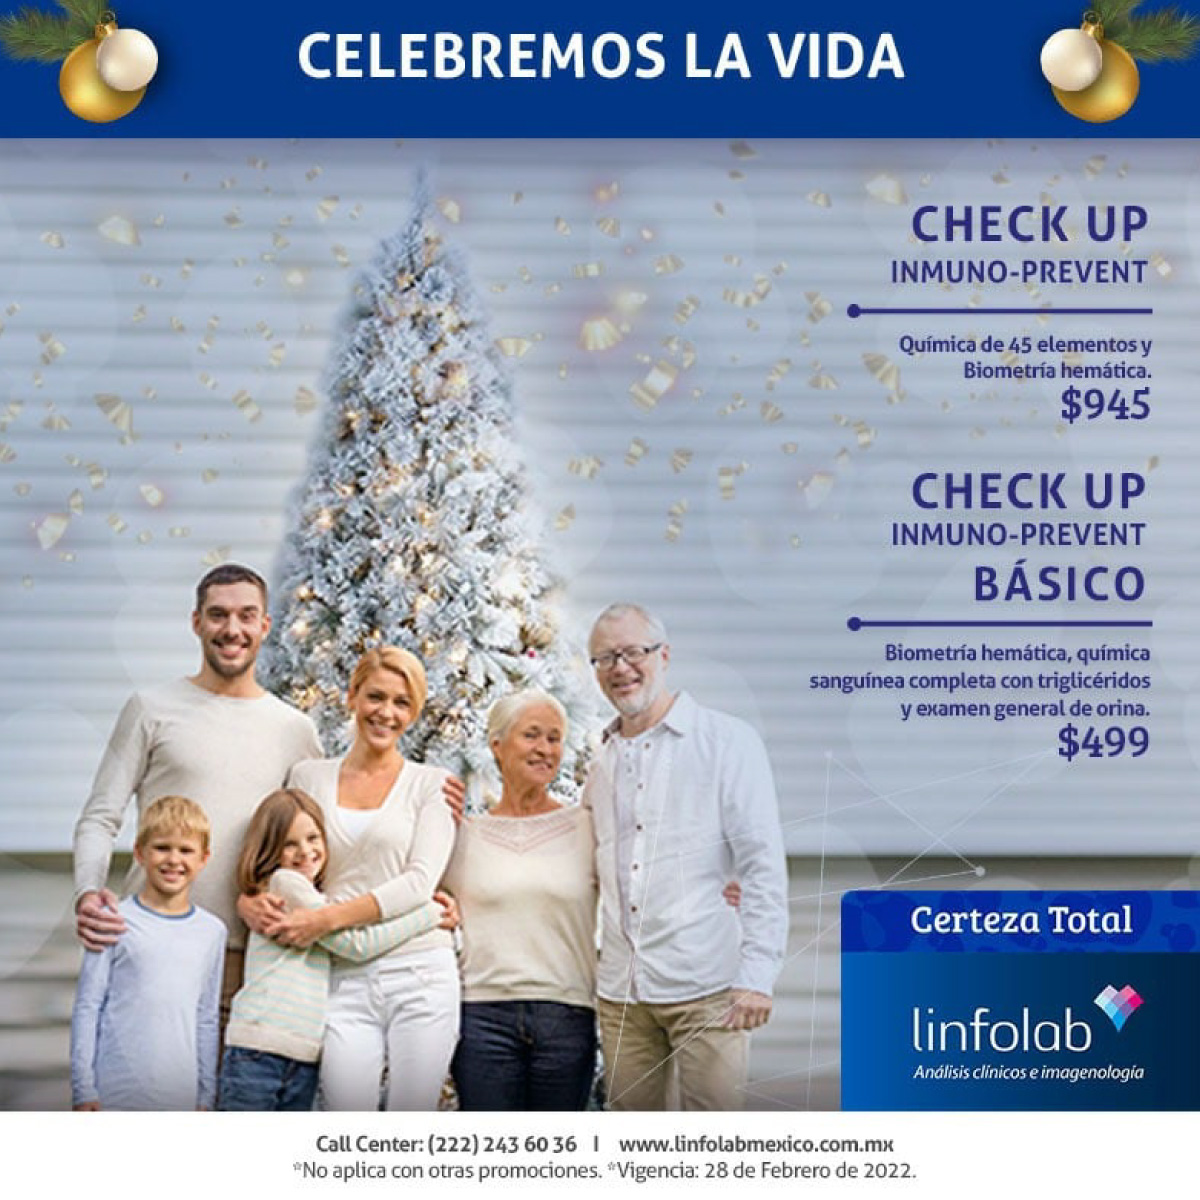 CELEBREMOS LA VIDA
CHECK UP
INMUNO-PREVENT
Química de 45 elementos y
Biometría hemática.
$945
CHECK UP
INMUNO-PREVENT
BÁSICO
Biometría hemática, química
sanguínea completa con triglicéridos
y examen general de orina.
$499
Certeza Total
linfolab
Análisis clínicos e imagenología
Call Center: (222) 243 60 36 | www.linfolabmexico.com.mx
*No aplica con otras promociones. *Vigencia: 28 de Febrero de 2022.